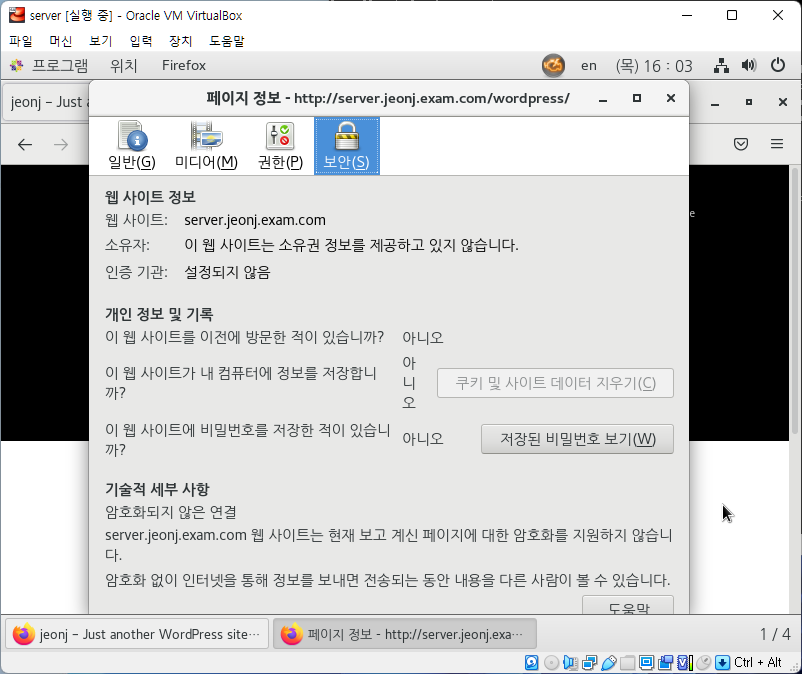 server [실행 중] - Oracle VM VirtualBox
파일 머신 보기 입력 장치 도움말
프로그램 위치 Firefox en (목) 16 : 03
jeonj – Just a
페이지 정보 - http://server.jeonj.exam.com/wordpress/
일반(G) 미디어(M) 권한(P) 보안(S)
웹 사이트 정보
웹 사이트: server.jeonj.exam.com
e
소유자: 이 웹 사이트는 소유권 정보를 제공하고 있지 않습니다.
인증 기관: 설정되지 않음
개인 정보 및 기록
이 웹 사이트를 이전에 방문한 적이 있습니까? 아니오
이 웹 사이트가 내 컴퓨터에 정보를 저장합니
까?
아
니
오
쿠키 및 사이트 데이터 지우기(C)
이 웹 사이트에 비밀번호를 저장한 적이 있습니
까?
아니오
저장된 비밀번호 보기(W)
기술적 세부 사항
암호화되지 않은 연결
server.jeonj.exam.com 웹 사이트는 현재 보고 계신 페이지에 대한 암호화를 지원하지 않습니
다.
암호화 없이 인터넷을 통해 정보를 보내면 전송되는 동안 내용을 다른 사람이 볼 수 있습니다.
도움말
jeonj – Just another WordPress site…
페이지 정보 - http://server.jeonj.exa…
1 / 4
Ctrl + Alt